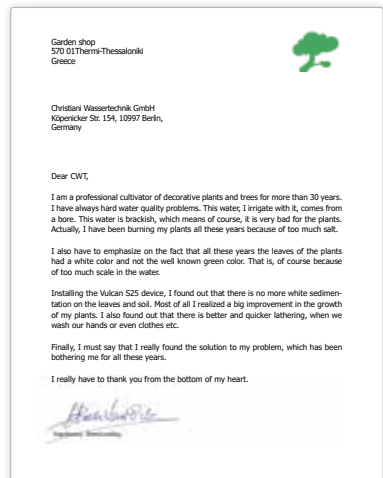 Garden shop
570 01Thermi-Thessaloniki
Greece
Christiani Wassertechnik GmbH
Köpenicker Str. 154, 10997 Berlin,
Germany
Dear CWT,
I am a professional cultivator of decorative plants and trees for more than 30 years.
I have always hard water quality problems. This water, I irrigate with it, comes from
a bore. This water is brackish, which means of course, it is very bad for the plants.
Actually, I have been burning my plants all these years because of too much salt.
I also have to emphasize on the fact that all these years the leaves of the plants
had a white color and not the well known green color. That is, of course because
of too much scale in the water.
Installing the Vulcan S25 device, I found out that there is no more white sedimen-
tation on the leaves and soil. Most of all I realized a big improvement in the growth
of my plants. I also found out that there is better and quicker lathering, when we
wash our hands or even clothes etc.
Finally, I must say that I really found the solution to my problem, which has been
bothering me for all these years.
I really have to thank you from the bottom of my heart.